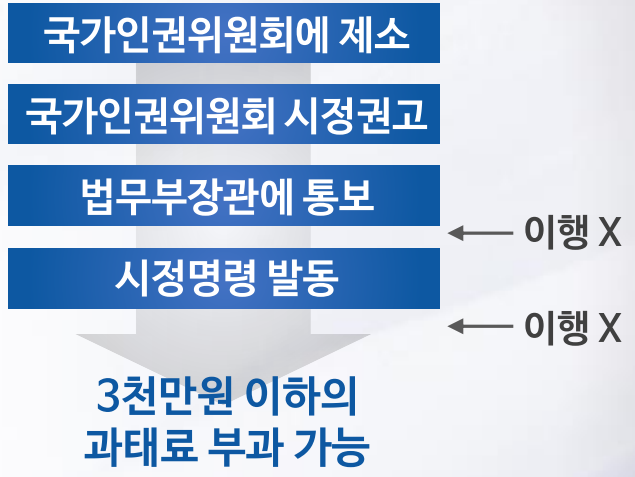 국가인권위원회에 제소
국가인권위원회 시정권고
법무부장관에 통보
이행 X
시정명령 발동
이행 X
3천만원 이하의
과태료 부과 가능